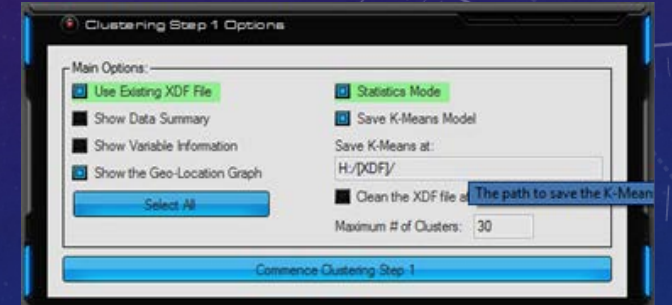 Clustering Step 1 Options
Main Options:
Use Existing XDF File
Show Data Summary
Show Variable Information
Show the Geo-Location Graph
Select All
Statistics Mode
Save K-Means Model
Save K-Means at:
H:/[XDF]/
Clean the XDF file
The path to save the K-Mean
Maximum # of Clusters: 30
Commence Clustering Step 1